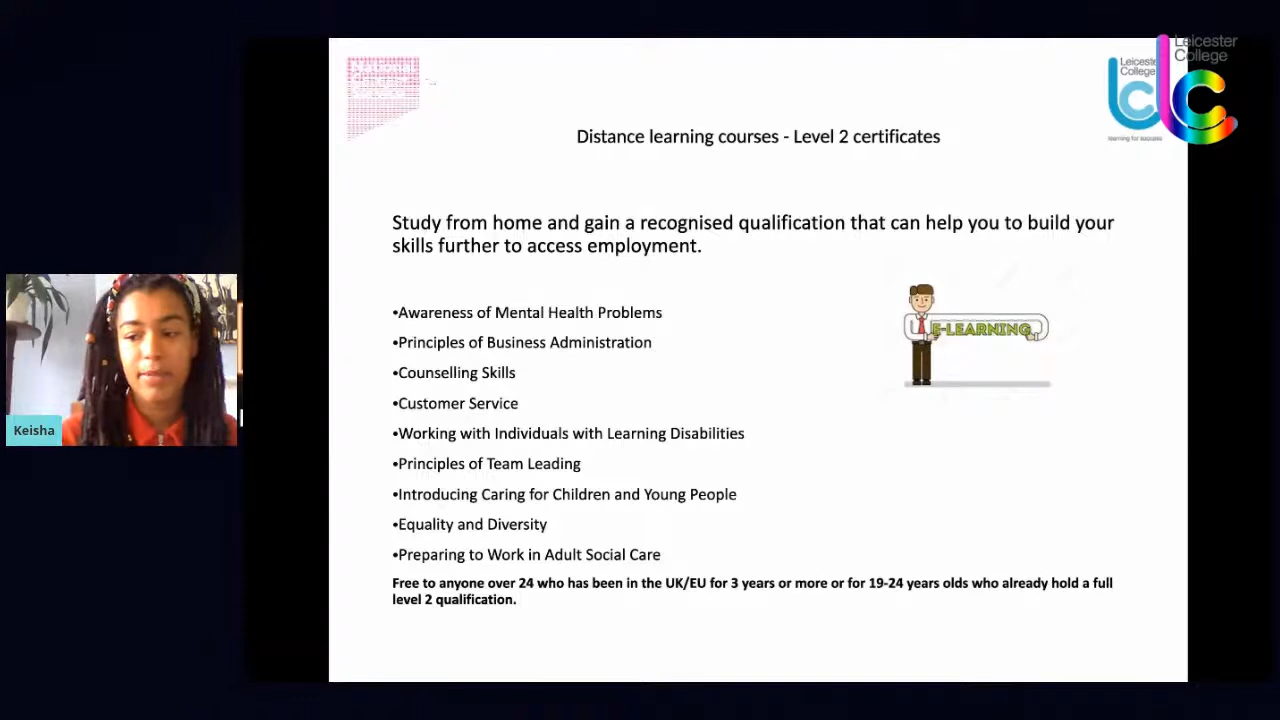 Leicester
College
Leicester
College
LC
learning for success
Distance learning courses - Level 2 certificates
Study from home and gain a recognised qualification that can help you to build your
skills further to access employment.
E-LEARNING
•Awareness of Mental Health Problems
•Principles of Business Administration
•Counselling Skills
•Customer Service
•Working with Individuals with Learning Disabilities
•Principles of Team Leading
•Introducing Caring for Children and Young People
•Equality and Diversity
•Preparing to Work in Adult Social Care
Free to anyone over 24 who has been in the UK/EU for 3 years or more or for 19-24 years olds who already hold a full
level 2 qualification.
Keisha